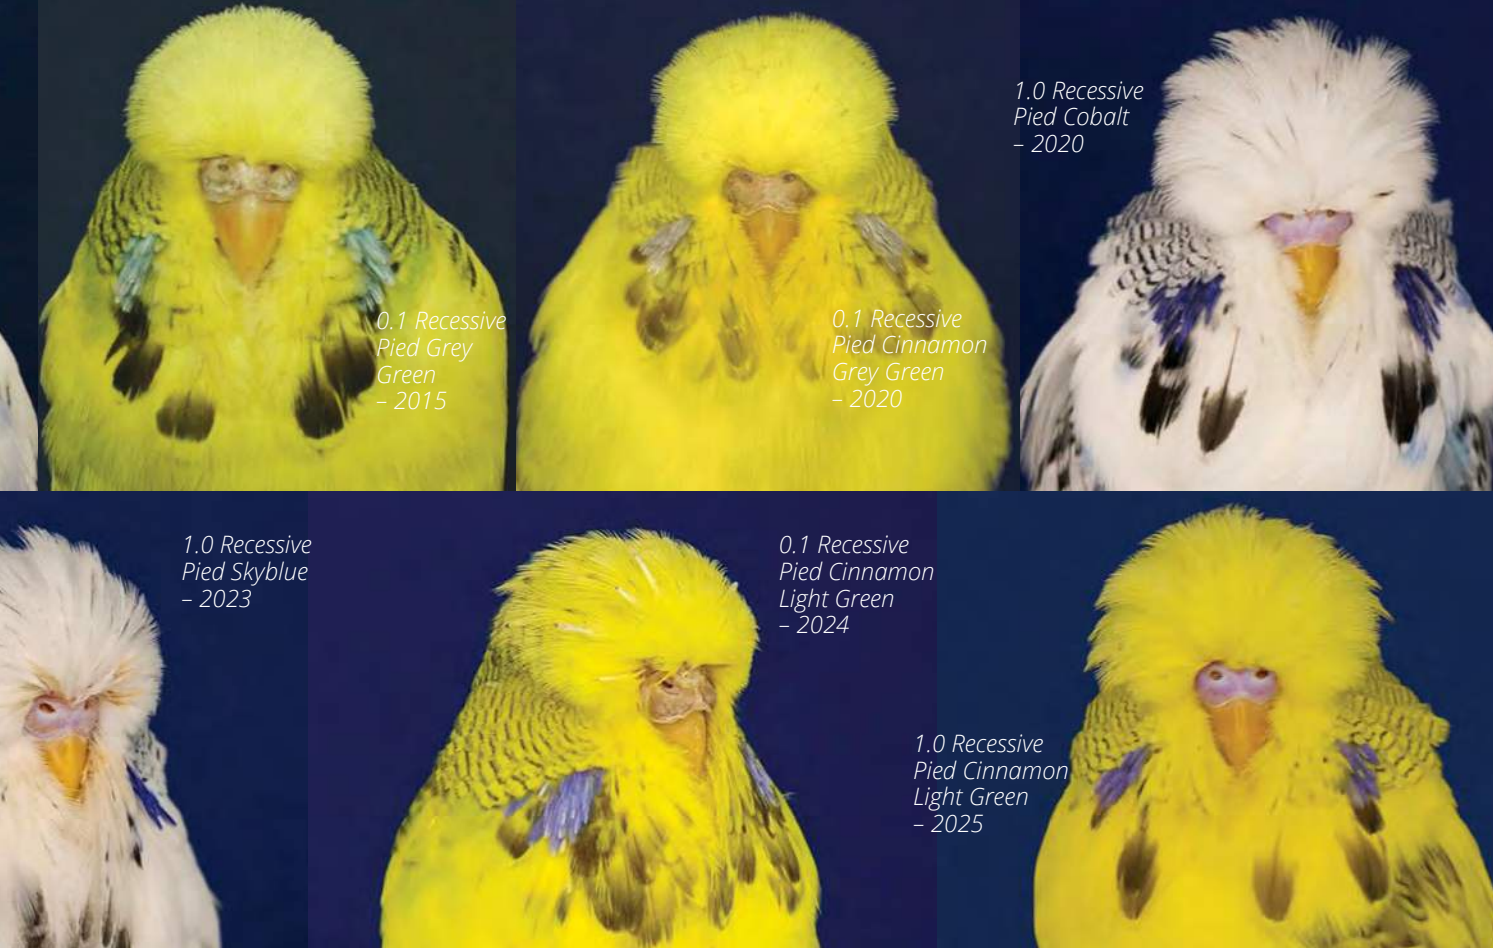 0.1 Recessive
Pied Grey
Green
– 2015
0.1 Recessive
Pied Cinnamon
Grey Green
– 2020
1.0 Recessive
Pied Cobalt
– 2020
1.0 Recessive
Pied Skyblue
– 2023
0.1 Recessive
Pied Cinnamon
Light Green
– 2024
1.0 Recessive
Pied Cinnamon
Light Green
– 2025